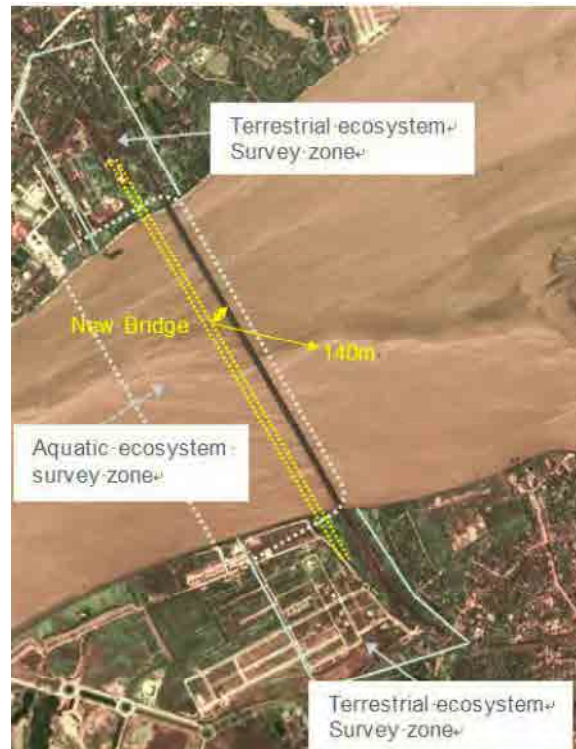 Terrestrial ecosystem
Survey zone
New Bridge
140m
Aquatic ecosystem
survey zone
Terrestrial ecosystem
Survey zone